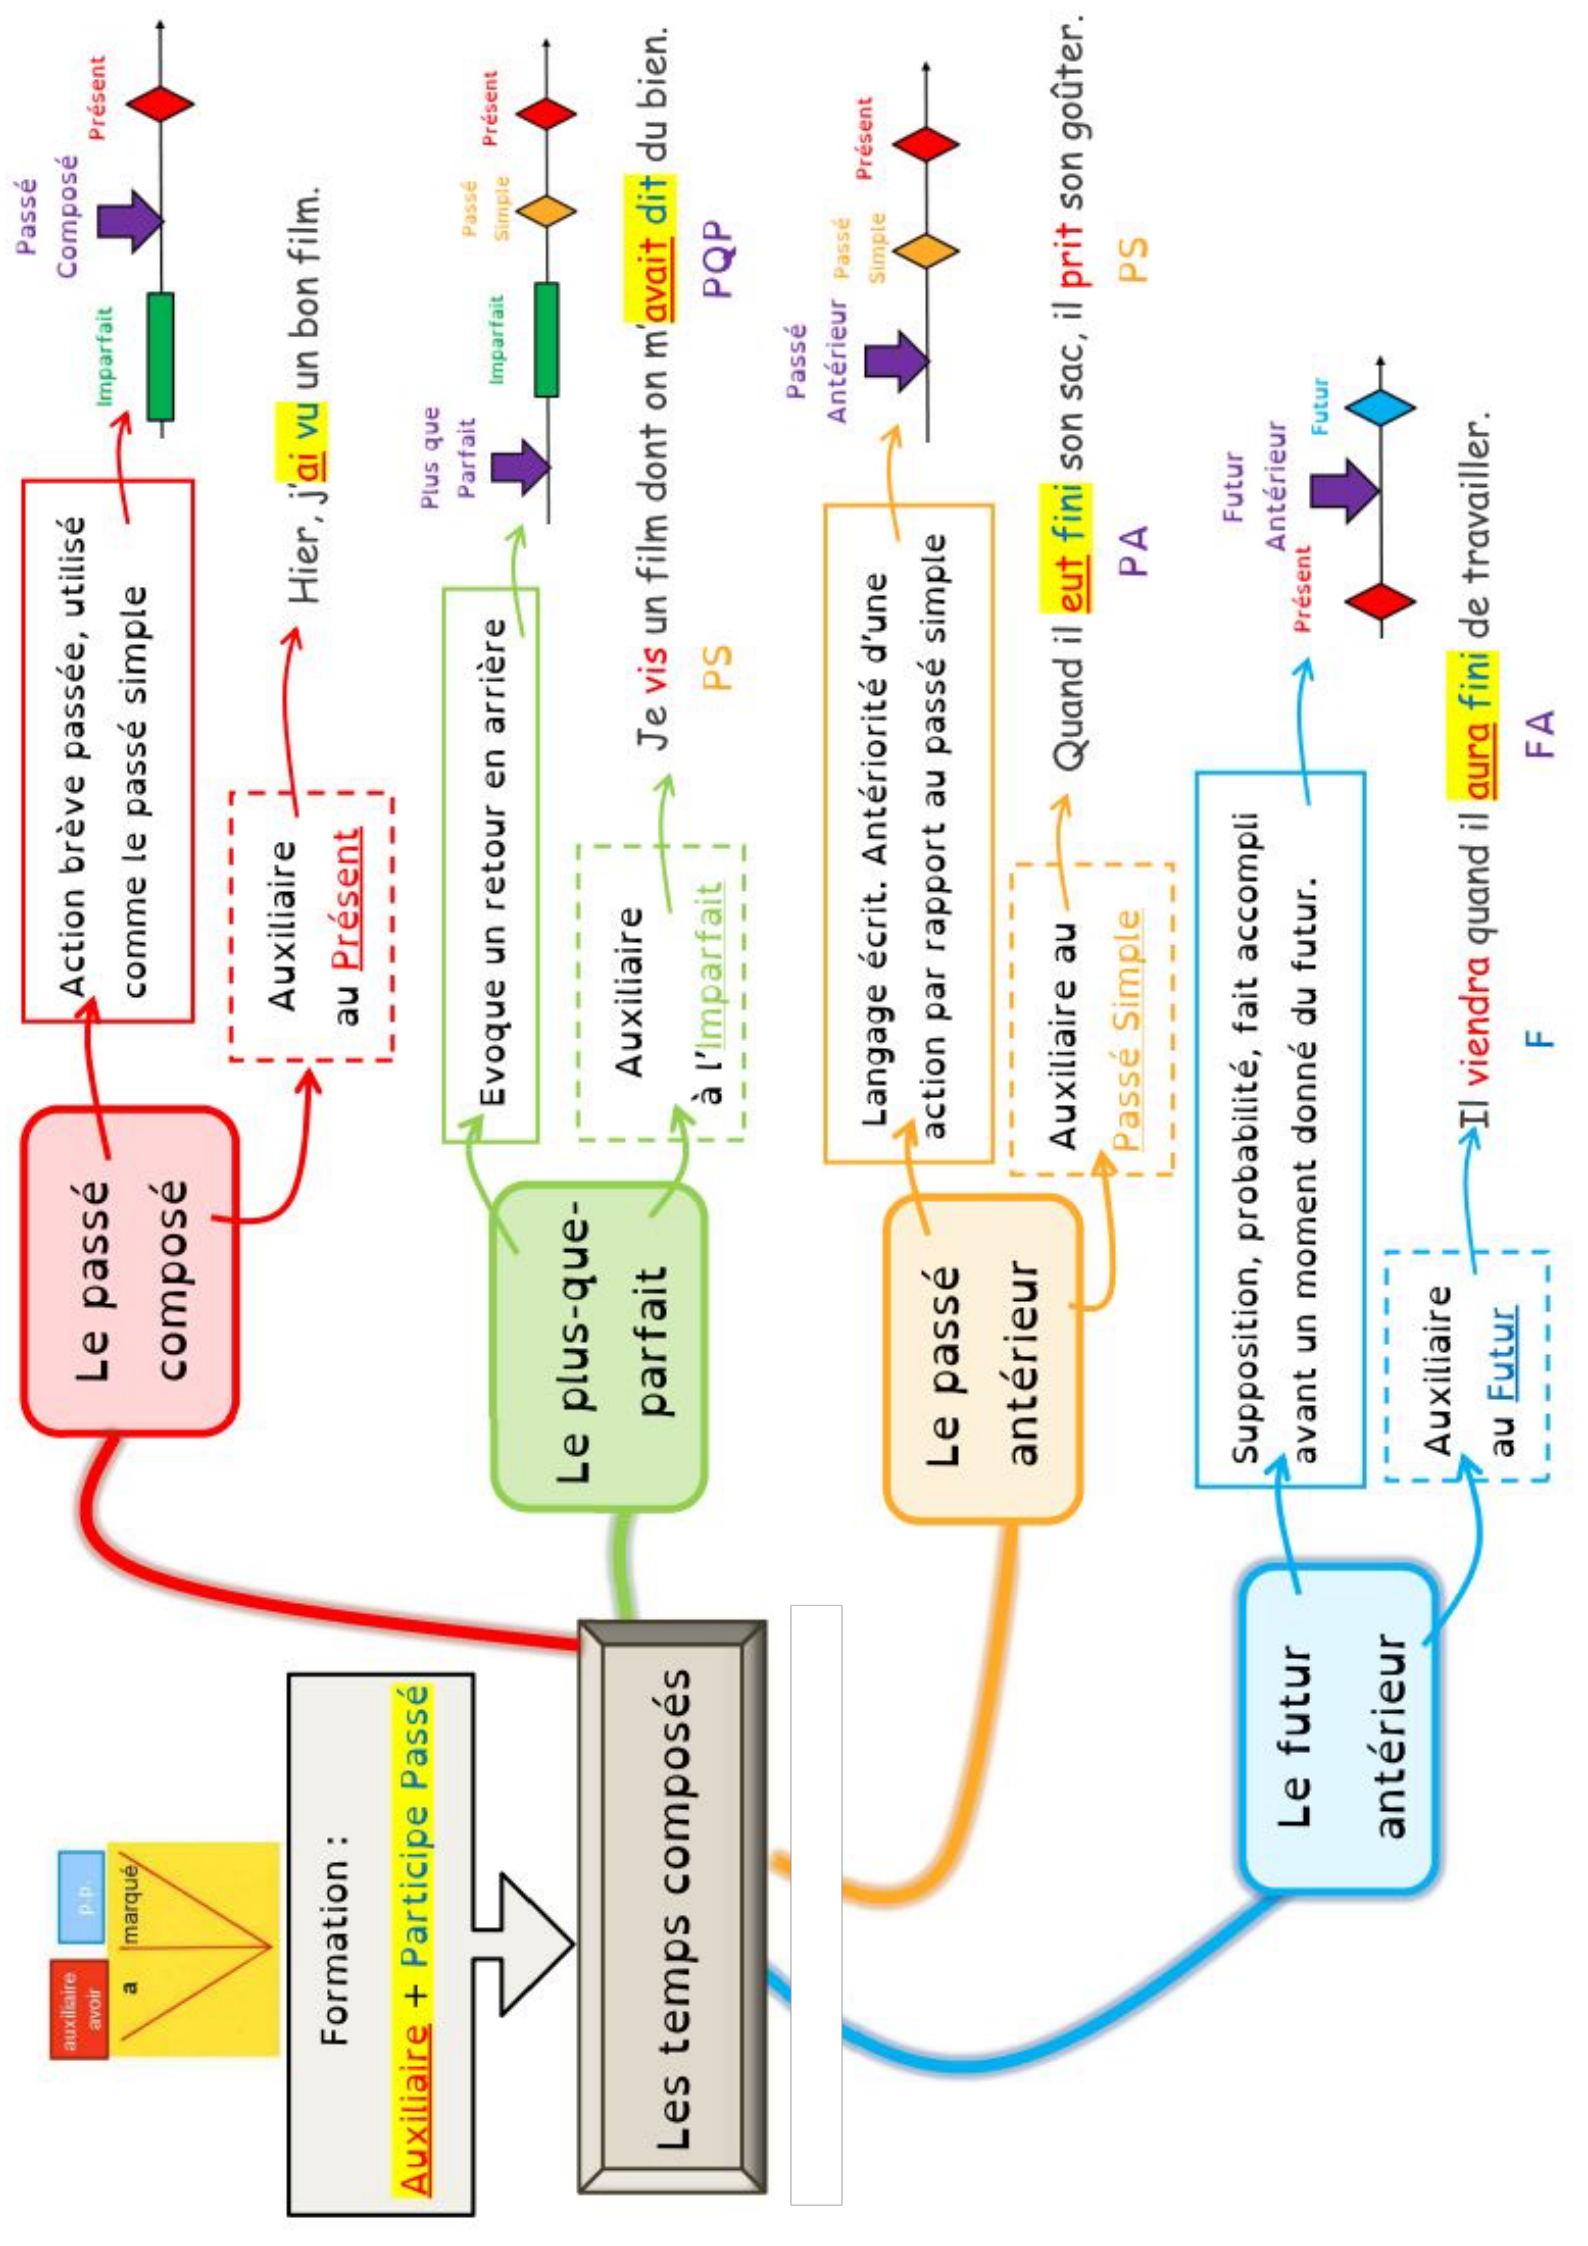 auxiliaire
avoir
p.p.
a
marqué
Formation :
Auxiliaire + Participe Passé
Les temps composés
Le passé
composé
Action brève passée, utilisé
comme le passé simple
Imparfait
Passé
Composé
Présent
Auxiliaire
au Présent
Hier, j'ai vu un bon film.
Le plus-que-
parfait
Evoque un retour en arrière
Plus que
Parfait
Imparfait
Passé
Simple
Présent
Auxiliaire
à l'Imparfait
Je vis un film dont on m'avait dit du bien.
PS
PQP
Le passé
antérieur
Langage écrit. Antériorité d'une
action par rapport au passé simple
Passé
Antérieur
Passé
Simple
Présent
Auxiliaire au
Passé Simple
Quand il eut fini son sac, il prit son goûter.
PA
PS
Le futur
antérieur
Supposition, probabilité, fait accompli
avant un moment donné du futur.
Présent
Futur
Antérieur
Futur
Auxiliaire
au Futur
Il viendra quand il aura fini de travailler.
F
FA